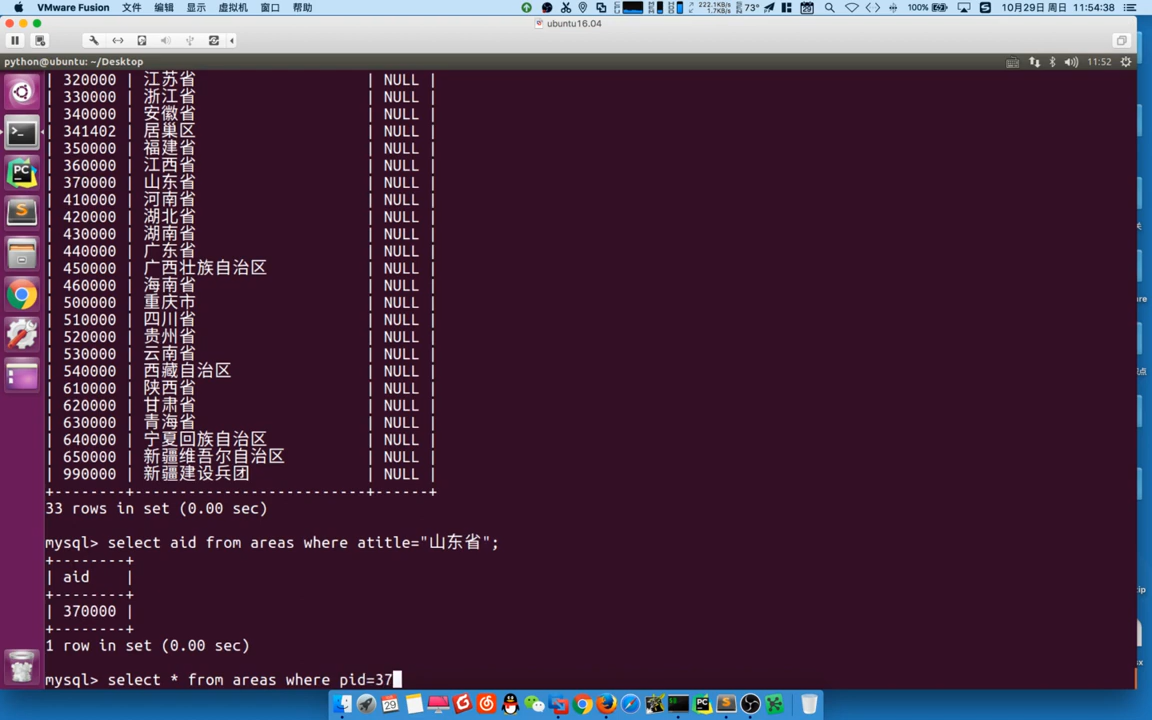 VMware Fusion 文件 编辑 显示 虚拟机 窗口 帮助 222.1KB/s 1.7KB/s 73° 100% 10月29日 周日 11:54:38
ubuntu16.04
python@ubuntu: ~/Desktop 11:52
| 320000 | 江苏省 | NULL |
| 330000 | 浙江省 | NULL |
| 340000 | 安徽省 | NULL |
| 341402 | 居巢区 | NULL |
| 350000 | 福建省 | NULL |
| 360000 | 江西省 | NULL |
| 370000 | 山东省 | NULL |
| 410000 | 河南省 | NULL |
| 420000 | 湖北省 | NULL |
| 430000 | 湖南省 | NULL |
| 440000 | 广东省 | NULL |
| 450000 | 广西壮族自治区 | NULL |
| 460000 | 海南省 | NULL |
| 500000 | 重庆市 | NULL |
| 510000 | 四川省 | NULL |
| 520000 | 贵州省 | NULL |
| 530000 | 云南省 | NULL |
| 540000 | 西藏自治区 | NULL |
| 610000 | 陕西省 | NULL |
| 620000 | 甘肃省 | NULL |
| 630000 | 青海省 | NULL |
| 640000 | 宁夏回族自治区 | NULL |
| 650000 | 新疆维吾尔自治区 | NULL |
| 990000 | 新疆建设兵团 | NULL |
+--------+--------------------------+------+
33 rows in set (0.00 sec)
mysql> select aid from areas where atitle="山东省";
+--------+
| aid |
+--------+
| 370000 |
+--------+
1 row in set (0.00 sec)
mysql> select * from areas where pid=37